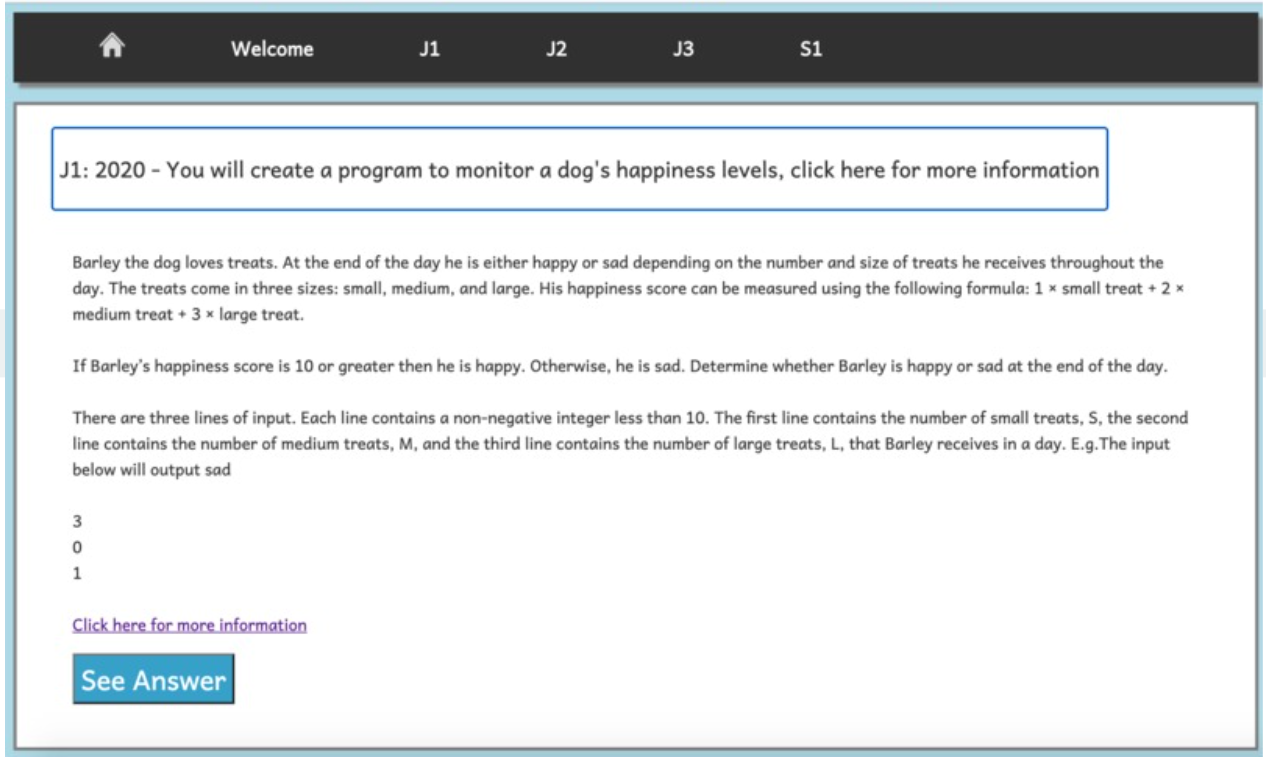 Welcome J1 J2 J3 S1
J1: 2020 - You will create a program to monitor a dog's happiness levels, click here for more information
Barley the dog loves treats. At the end of the day he is either happy or sad depending on the number and size of treats he receives throughout the
day. The treats come in three sizes: small, medium, and large. His happiness score can be measured using the following formula: 1 × small treat + 2 ×
medium treat + 3 × large treat.
If Barley’s happiness score is 10 or greater then he is happy. Otherwise, he is sad. Determine whether Barley is happy or sad at the end of the day.
There are three lines of input. Each line contains a non-negative integer less than 10. The first line contains the number of small treats, S, the second
line contains the number of medium treats, M, and the third line contains the number of large treats, L, that Barley receives in a day. E.g.The input
below will output sad
3
0
1
Click here for more information
See Answer